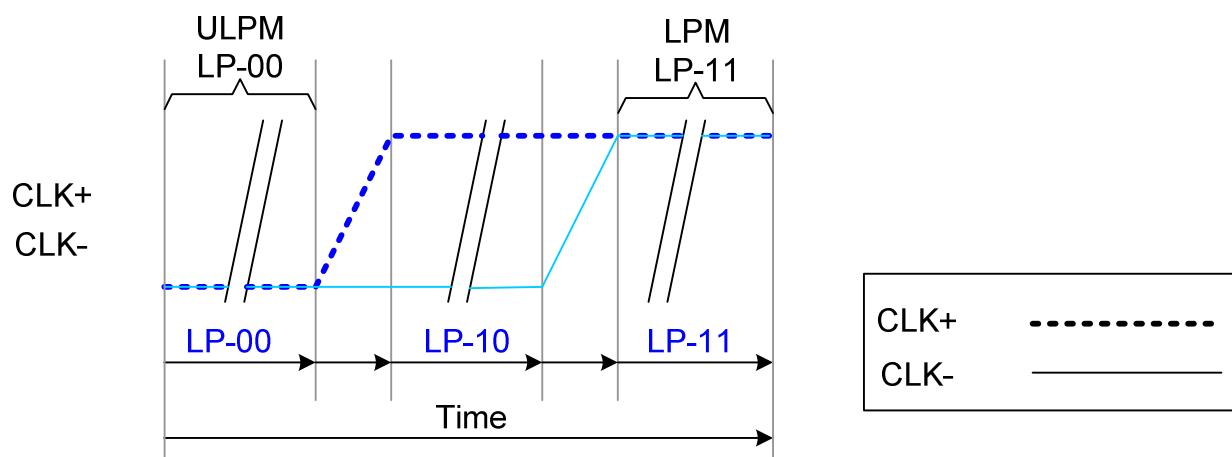 ULPM
LP-00
LPM
LP-11
CLK+
CLK-
LP-00
LP-10
LP-11
Time
CLK+
CLK-